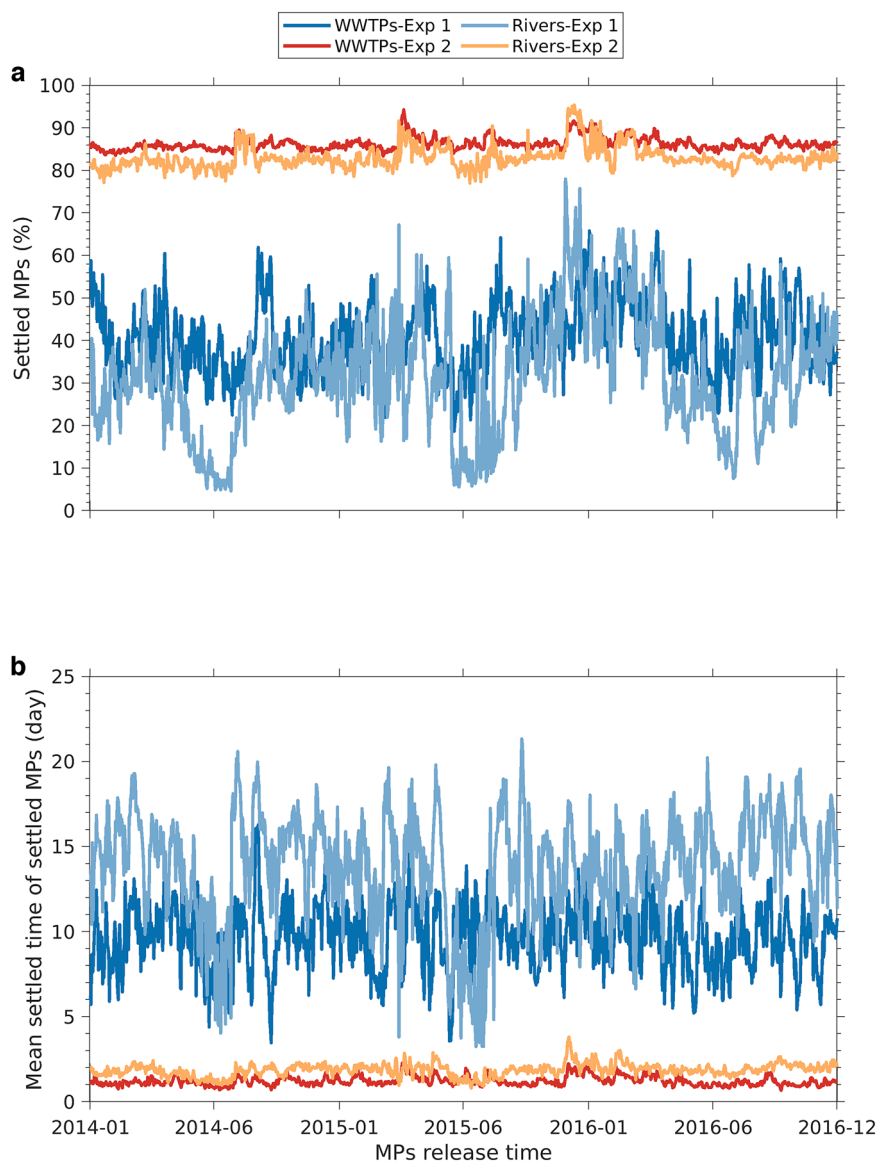 WWTPs-Exp 1 Rivers-Exp 1
WWTPs-Exp 2 Rivers-Exp 2
a
100
90
80
70
60
50
40
30
20
10
0
Settled MPs (%)
b
25
20
15
10
5
0
Mean settled time of settled MPs (day)
2014-01 2014-06 2015-01 2015-06 2016-01 2016-06 2016-12
MPs release time